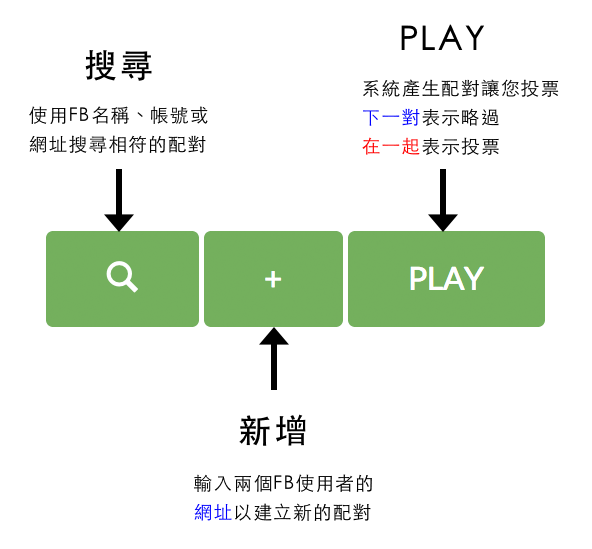 搜尋
使用FB名稱、帳號或
網址搜尋相符的配對
PLAY
系統產生配對讓您投票
下一對表示略過
在一起表示投票
+
PLAY
新增
輸入兩個FB使用者的
網址以建立新的配對